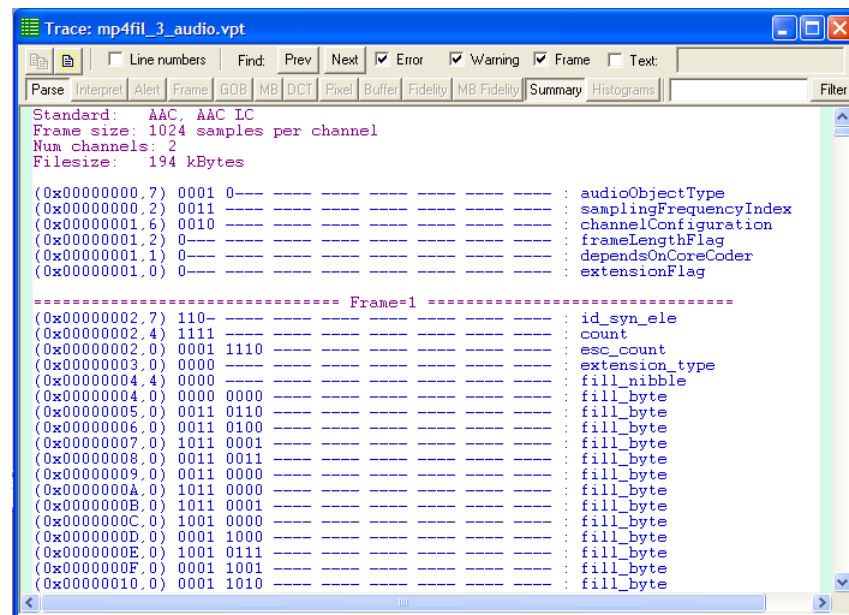 Trace: mp4fil_3_audio.vpt
Line numbers Find: Prev Next Error Warning Frame Text:
Parse Interpret Alert Frame GOB MB DCT Pixel Buffer Fidelity MB Fidelity Summary Histograms Filter
Standard: AAC, AAC LC
Frame size: 1024 samples per channel
Num channels: 2
Filesize: 194 kBytes
(0x00000000,7) 0001 0--- ---- ---- ---- ---- ---- ---- : audioObjectType
(0x00000000,2) 0011 ---- ---- ---- ---- ---- ---- ---- : samplingFrequencyIndex
(0x00000001,6) 0010 ---- ---- ---- ---- ---- ---- ---- : channelConfiguration
(0x00000001,2) 0--- ---- ---- ---- ---- ---- ---- ---- : frameLengthFlag
(0x00000001,1) 0--- ---- ---- ---- ---- ---- ---- ---- : dependsOnCoreCoder
(0x00000001,0) 0--- ---- ---- ---- ---- ---- ---- ---- : extensionFlag
================================ Frame=1 ================================
(0x00000002,7) 110- ---- ---- ---- ---- ---- ---- ---- : id_syn_ele
(0x00000002,4) 1111 ---- ---- ---- ---- ---- ---- ---- : count
(0x00000002,0) 0001 1110 ---- ---- ---- ---- ---- ---- : esc_count
(0x00000003,0) 0000 ---- ---- ---- ---- ---- ---- ---- : extension_type
(0x00000004,4) 0000 ---- ---- ---- ---- ---- ---- ---- : fill_nibble
(0x00000004,0) 0000 0000 ---- ---- ---- ---- ---- ---- : fill_byte
(0x00000005,0) 0011 0110 ---- ---- ---- ---- ---- ---- : fill_byte
(0x00000006,0) 0011 0100 ---- ---- ---- ---- ---- ---- : fill_byte
(0x00000007,0) 1011 0001 ---- ---- ---- ---- ---- ---- : fill_byte
(0x00000008,0) 0011 0011 ---- ---- ---- ---- ---- ---- : fill_byte
(0x00000009,0) 0011 0000 ---- ---- ---- ---- ---- ---- : fill_byte
(0x0000000A,0) 1011 0000 ---- ---- ---- ---- ---- ---- : fill_byte
(0x0000000B,0) 1011 0001 ---- ---- ---- ---- ---- ---- : fill_byte
(0x0000000C,0) 1001 0000 ---- ---- ---- ---- ---- ---- : fill_byte
(0x0000000D,0) 0001 1000 ---- ---- ---- ---- ---- ---- : fill_byte
(0x0000000E,0) 1001 0111 ---- ---- ---- ---- ---- ---- : fill_byte
(0x0000000F,0) 0001 1001 ---- ---- ---- ---- ---- ---- : fill_byte
(0x00000010,0) 0001 1010 ---- ---- ---- ---- ---- ---- : fill_byte